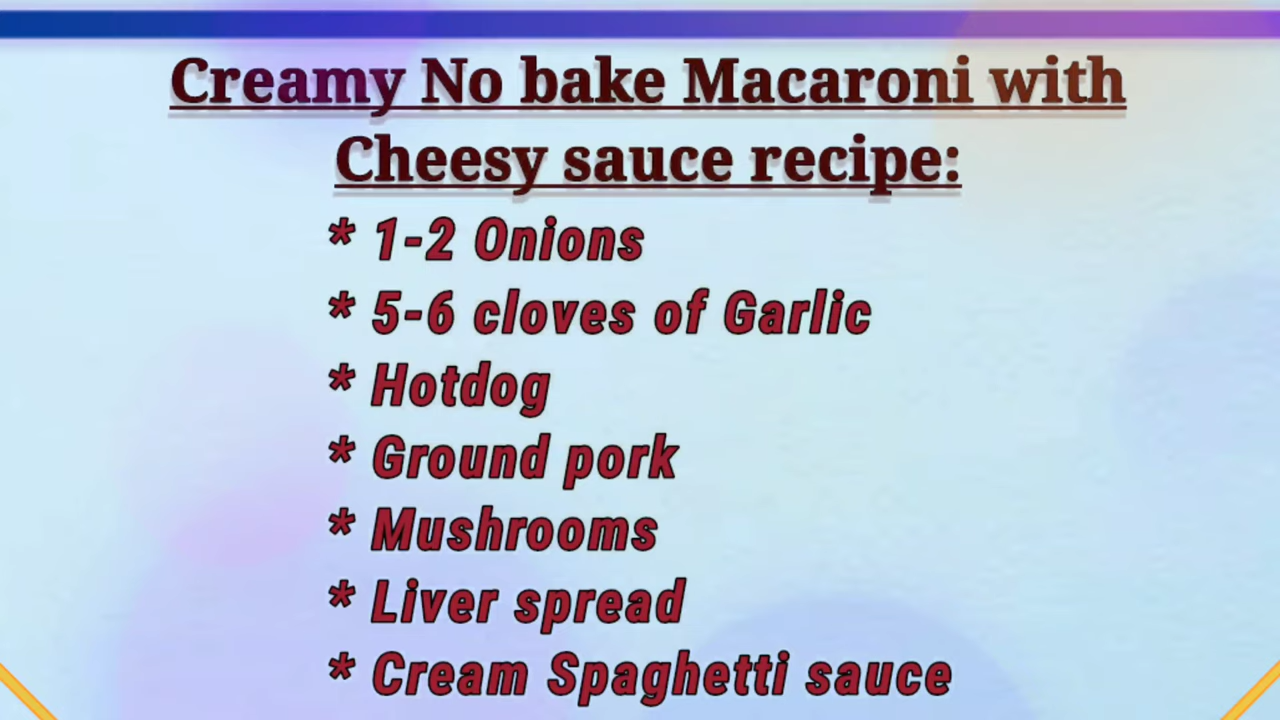 Creamy No bake Macaroni with
Cheesy sauce recipe:
* 1-2 Onions
* 5-6 cloves of Garlic
* Hotdog
* Ground pork
* Mushrooms
* Liver spread
* Cream Spaghetti sauce